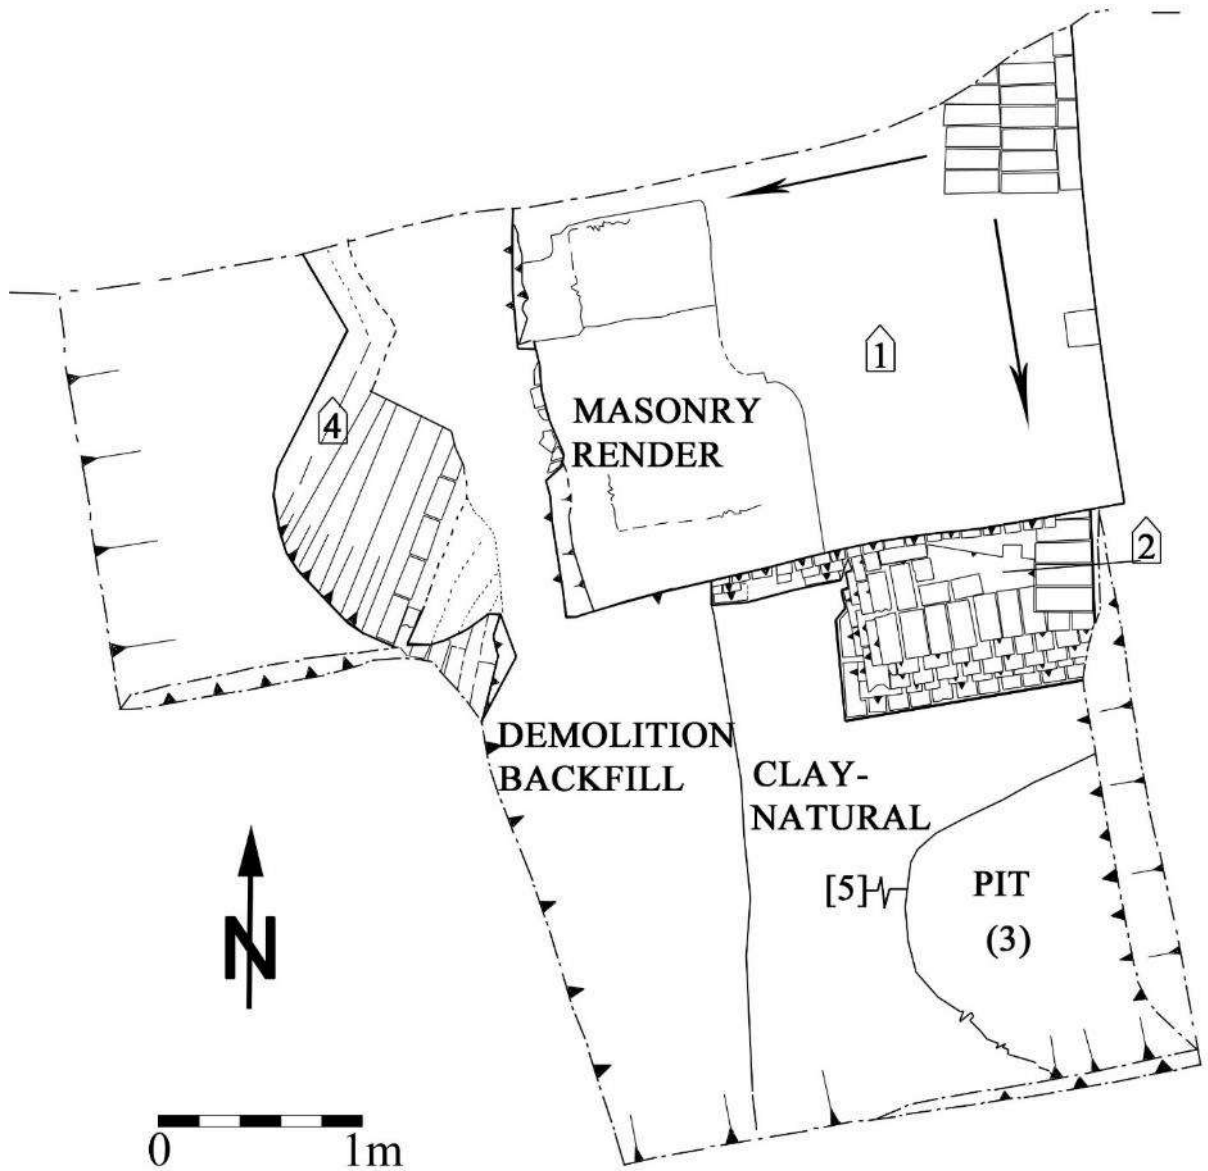 1
4
MASONRY
RENDER
2
DEMOLITION
BACKFILL
CLAY-
NATURAL
[5]
PIT
(3)
N
0 1m